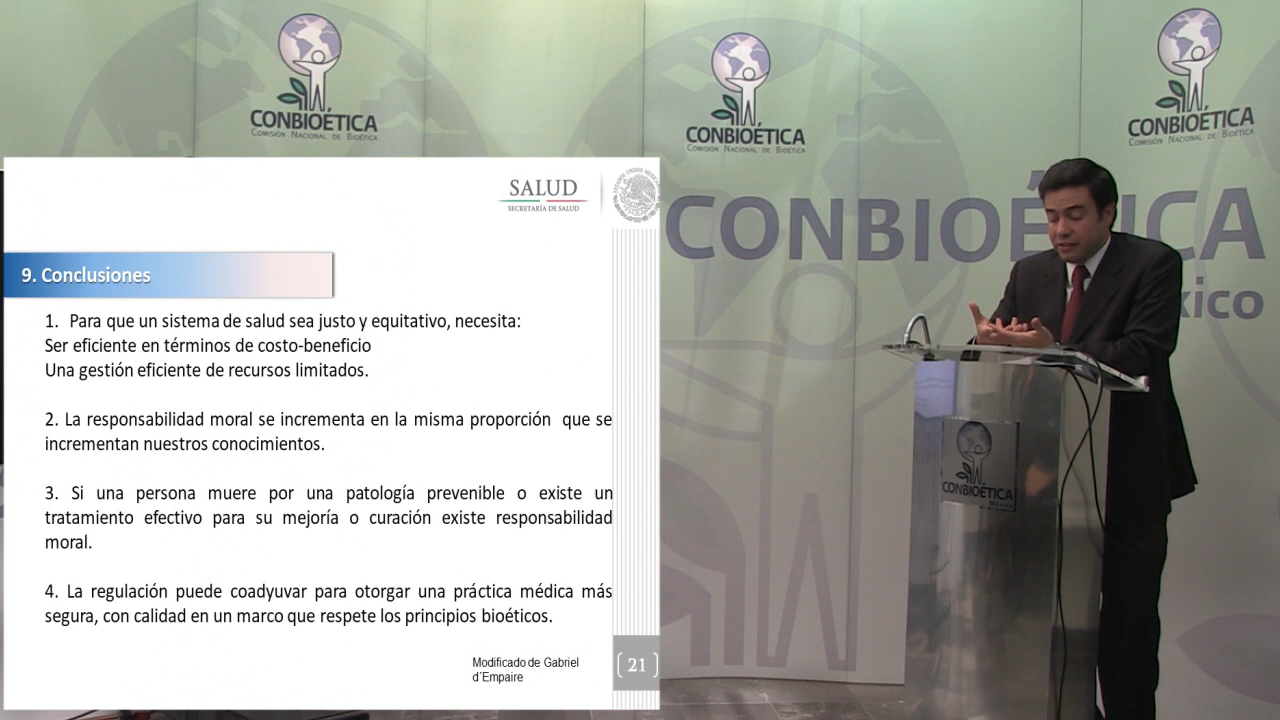 CONBIOÉTICA
COMISIÓN NACIONAL DE BIOÉTICA
CONBIOÉTICA
COMISIÓN NACIONAL DE BIOÉTICA
CONBIOÉTICA
COMISIÓN NACIONAL DE BIOÉTICA
SALUD
SECRETARÍA DE SALUD
9. Conclusiones
1. Para que un sistema de salud sea justo y equitativo, necesita:
Ser eficiente en términos de costo-beneficio
Una gestión eficiente de recursos limitados.
2. La responsabilidad moral se incrementa en la misma proporción que se
incrementan nuestros conocimientos.
3. Si una persona muere por una patología prevenible o existe un
tratamiento efectivo para su mejoría o curación existe responsabilidad
moral.
4. La regulación puede coadyuvar para otorgar una práctica médica más
segura, con calidad en un marco que respete los principios bioéticos.
Modificado de Gabriel
d´Empaire
21
CONBIOÉ ICA
xico
CONBIOÉTICA
México